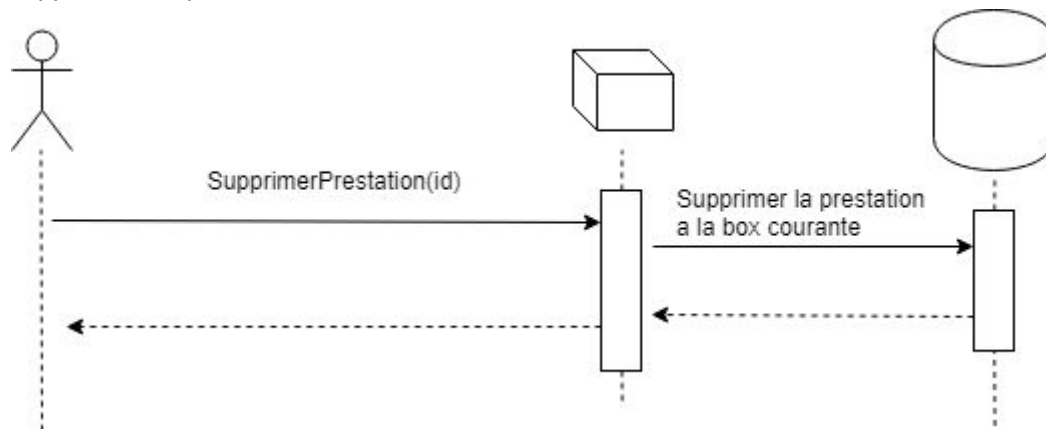 SupprimerPrestation(id)
Supprimer la prestation
a la box courante